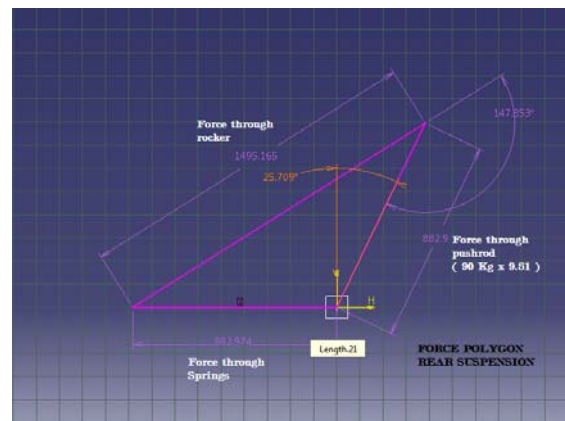 147.853°
Force through
rocker
1495.165
25.709°
882.9
Force through
pushrod
( 90 Kg x 9.81 )
V
H
882.974
Length.21
Force through
Springs
FORCE POLYGON
REAR SUSPENSION